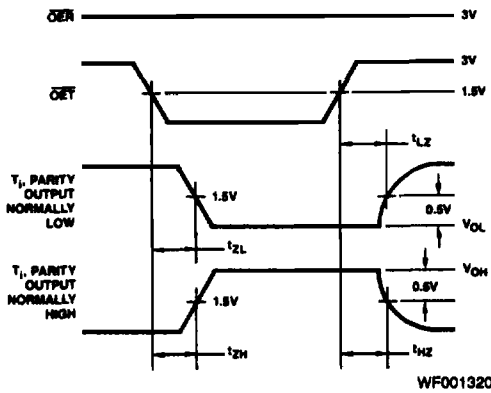 OER
3V
3V
OET
1.5V
tLZ
Ti, PARITY
OUTPUT
NORMALLY
LOW
1.5V
0.5V
VOL
tZL
Ti, PARITY
OUTPUT
NORMALLY
HIGH
VOH
1.5V
0.5V
tZH
tHZ
WF001320